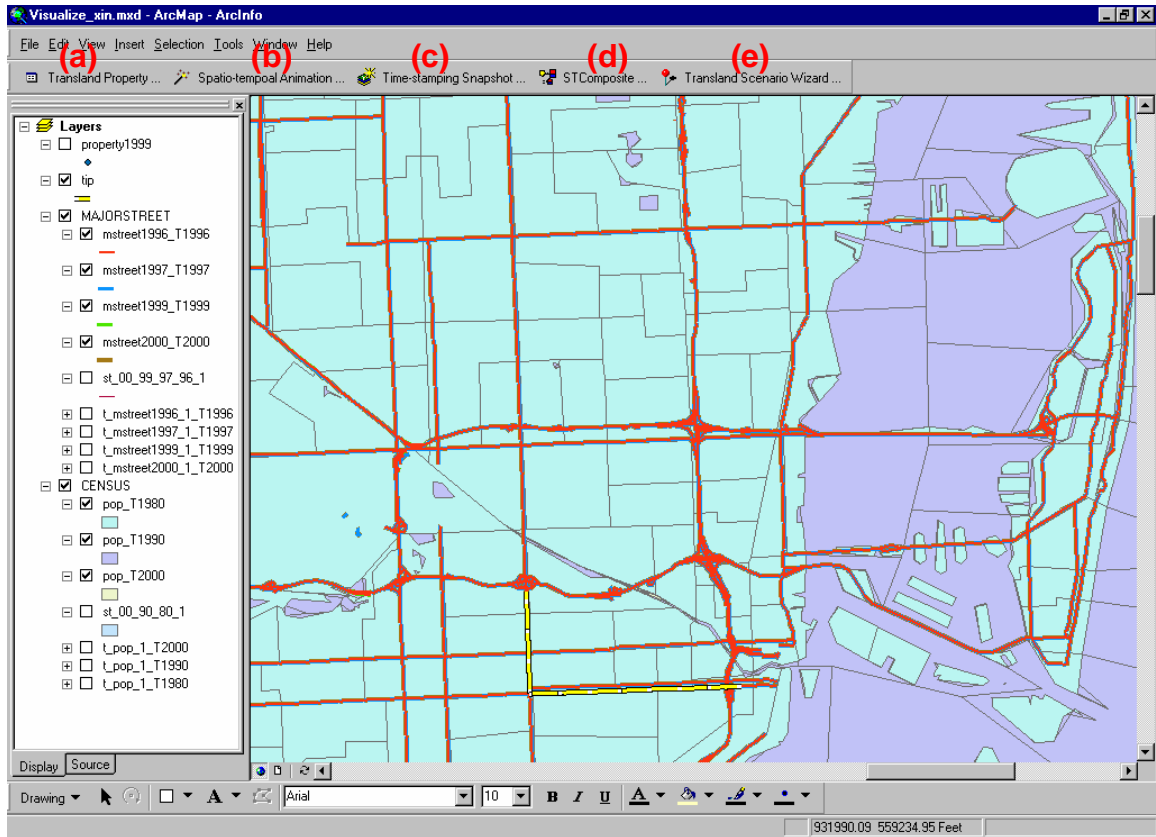 Visualize_xin.mxd - ArcMap - ArcInfo
File Edit View Insert Selection Tools Window Help
(a) (b) (c) (d) (e)
Transland Property ... Spatio-tempoal Animation ... Time-stamping Snapshot ... STComposite ... Transland Scenario Wizard ...
Layers
property1999
tip
MAJORSTREET
mstreet1996_T1996
mstreet1997_T1997
mstreet1999_T1999
mstreet2000_T2000
st_00_99_97_96_1
t_mstreet1996_1_T1996
t_mstreet1997_1_T1997
t_mstreet1999_1_T1999
t_mstreet2000_1_T2000
CENSUS
pop_T1980
pop_T1990
pop_T2000
st_00_90_80_1
t_pop_1_T2000
t_pop_1_T1990
t_pop_1_T1980
Display Source
Drawing A Arial 10 B I U A
931990.09 559234.95 Feet